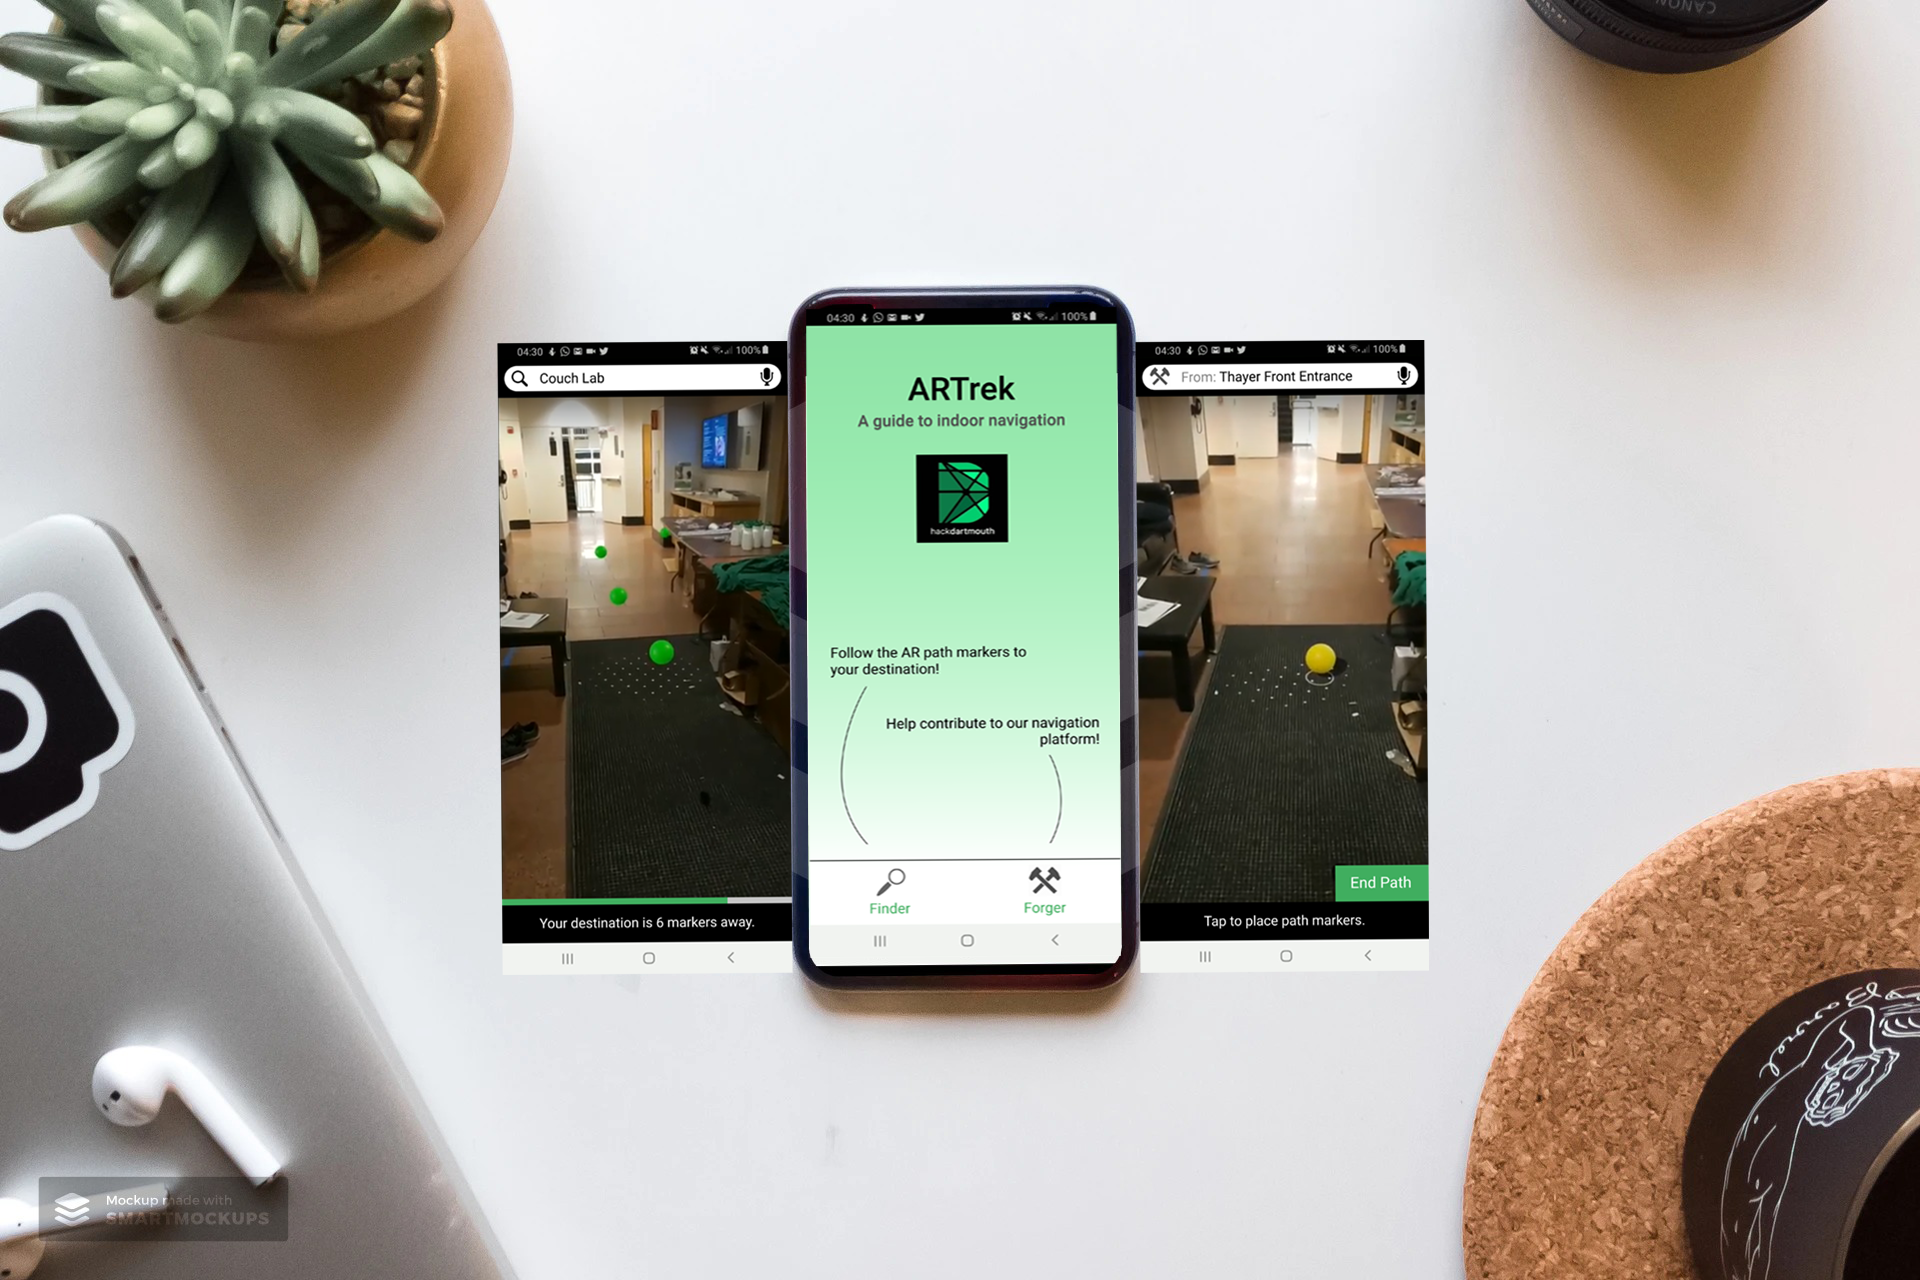 CANON
04:30
100%
Couch Lab
Your destination is 6 markers away.
04:30
100%
ARTrek
A guide to indoor navigation
hackdartmouth
Follow the AR path markers to
your destination!
Help contribute to our navigation
platform!
Finder
Forger
04:30
100%
From: Thayer Front Entrance
End Path
Tap to place path markers.
Mockup made with
SMARTMOCKUPS